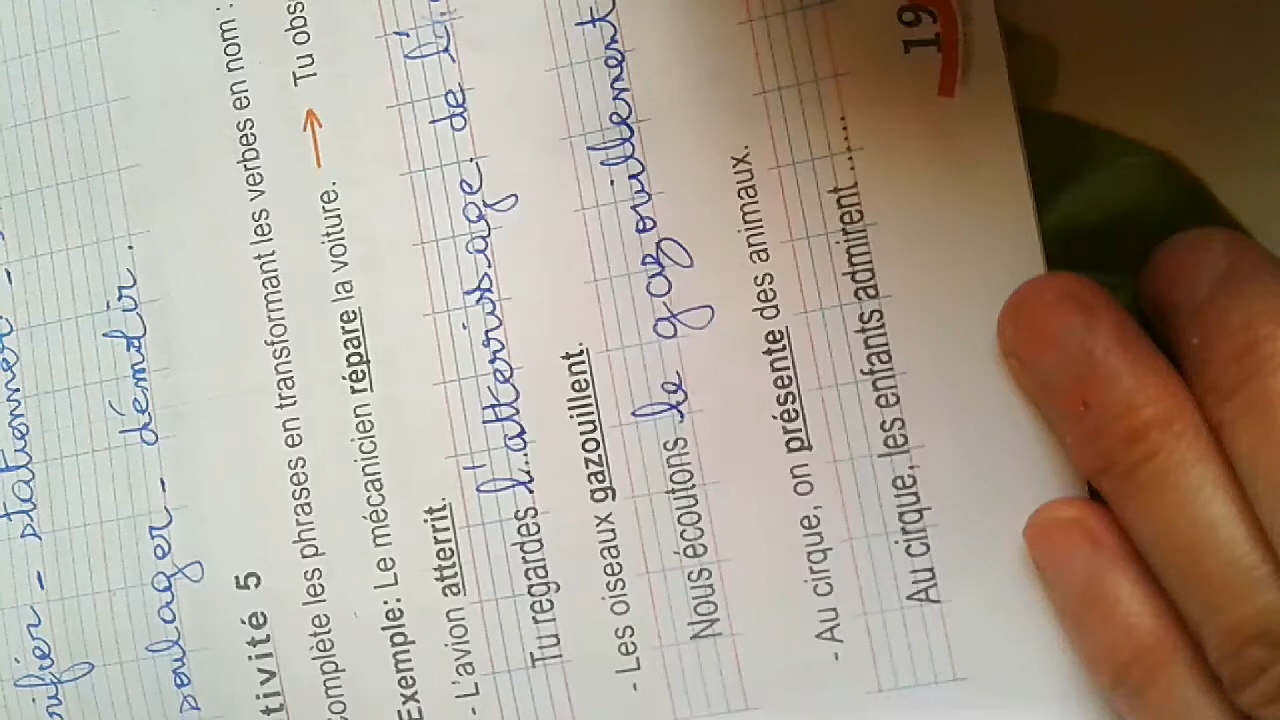 stationner -
soulager - démolir.
tivité 5
complète les phrases en transformant les verbes en nom :
Exemple: Le mécanicien répare la voiture. → Tu obs
- L'avion atterrit.
Tu regardes l'atterrissage de l'
- Les oiseaux gazouillent.
Nous écoutons le gazouillement
- Au cirque, on présente des animaux.
Au cirque, les enfants admirent......
19